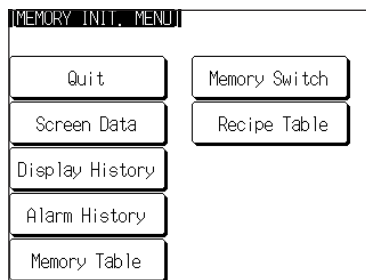 [MEMORY INIT. MENU]
Quit
Memory Switch
Screen Data
Recipe Table
Display History
Alarm History
Memory Table